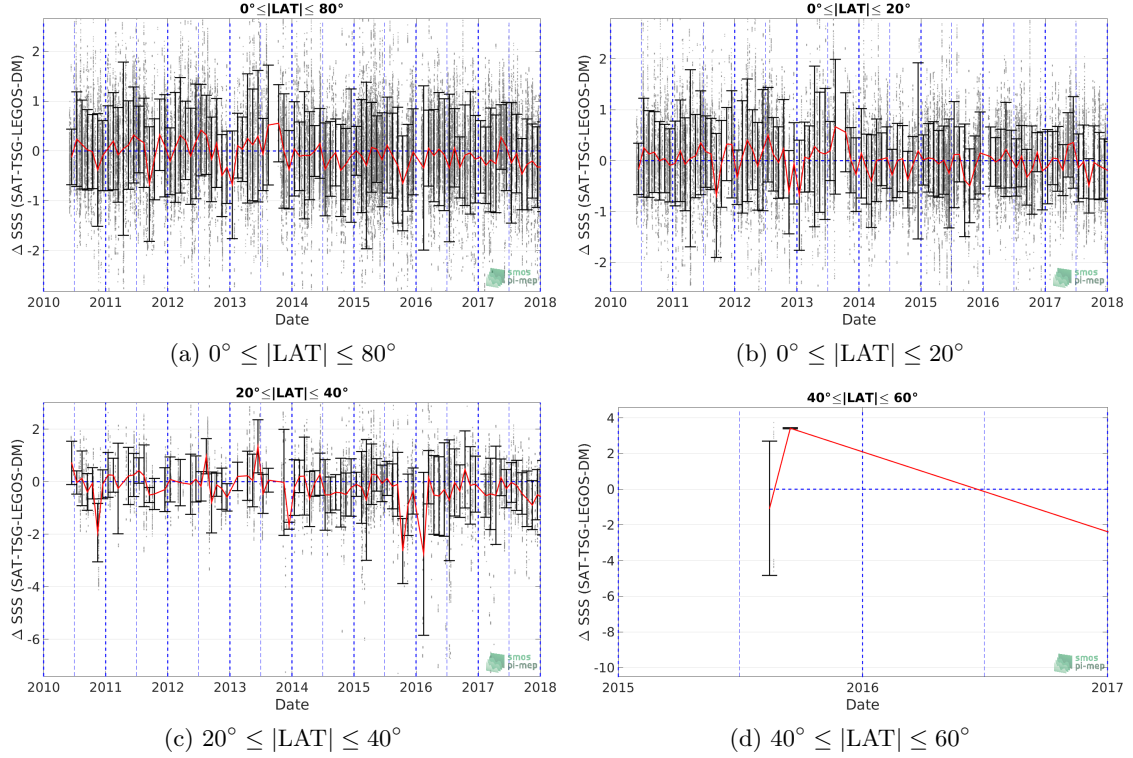 0°≤|LAT|≤ 80°
Δ SSS (SAT-TSG-LEGOS-DM)
2
1
0
-1
-2
2010 2011 2012 2013 2014 2015 2016 2017 2018
Date
smos
pi-mep
(a) 0° ≤ |LAT| ≤ 80°
0°≤|LAT|≤ 20°
Δ SSS (SAT-TSG-LEGOS-DM)
2
1
0
-1
-2
2010 2011 2012 2013 2014 2015 2016 2017 2018
Date
smos
pi-mep
(b) 0° ≤ |LAT| ≤ 20°
20°≤|LAT|≤ 40°
Δ SSS (SAT-TSG-LEGOS-DM)
2
0
-2
-4
-6
2010 2011 2012 2013 2014 2015 2016 2017 2018
Date
smos
pi-mep
(c) 20° ≤ |LAT| ≤ 40°
40°≤|LAT|≤ 60°
Δ SSS (SAT-TSG-LEGOS-DM)
4
2
0
-2
-4
-6
-8
-10
2015 2016 2017
Date
smos
pi-mep
(d) 40° ≤ |LAT| ≤ 60°